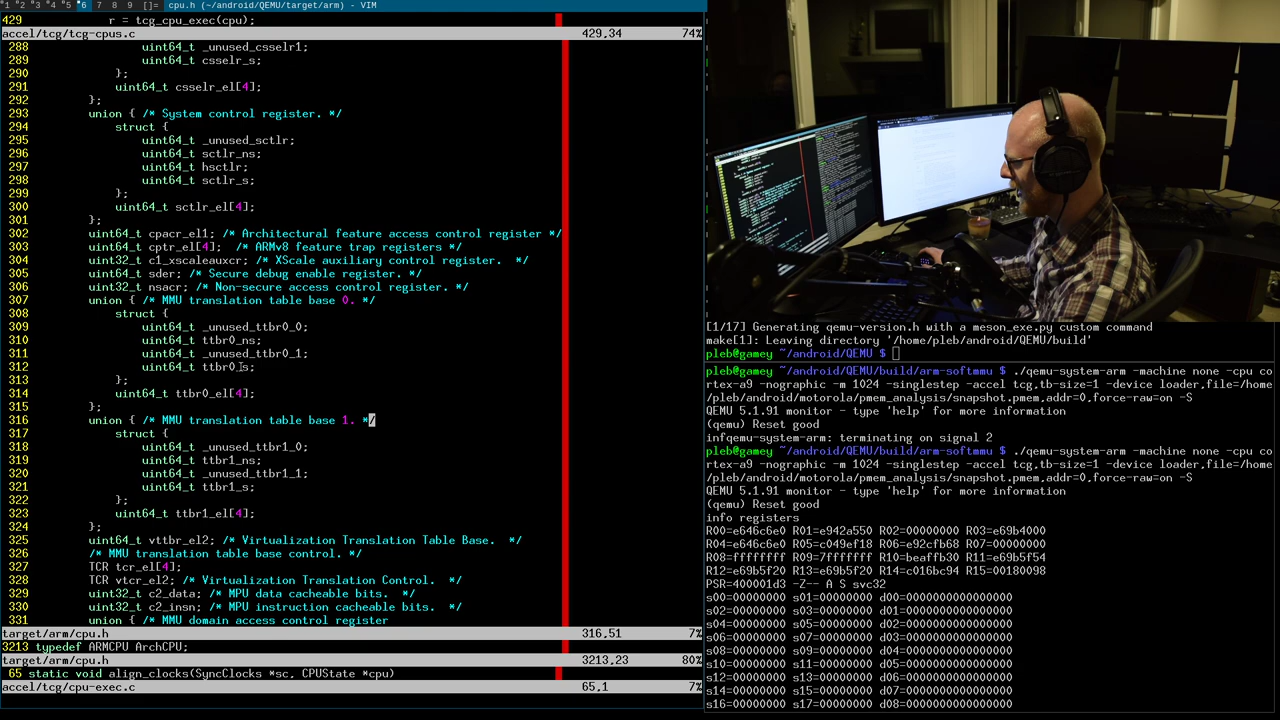 1 2 3 4 5 6 7 8 9 []= cpu.h (~/android/QEMU/target/arm) - VIM
429 r = tcg_cpu_exec(cpu);
accel/tcg/tcg-cpus.c 429,34 74%
288 uint64_t _unused_csselr1;
289 uint64_t csselr_s;
290 };
291 uint64_t csselr_el[4];
292 };
293 union { /* System control register. */
294 struct {
295 uint64_t _unused_sctlr;
296 uint64_t sctlr_ns;
297 uint64_t hsctlr;
298 uint64_t sctlr_s;
299 };
300 uint64_t sctlr_el[4];
301 };
302 uint64_t cpacr_el1; /* Architectural feature access control register */
303 uint64_t cptr_el[4]; /* ARMv8 feature trap registers */
304 uint32_t c1_xscaleauxcr; /* XScale auxiliary control register. */
305 uint64_t sder; /* Secure debug enable register. */
306 uint32_t nsacr; /* Non-secure access control register. */
307 union { /* MMU translation table base 0. */
308 struct {
309 uint64_t _unused_ttbr0_0;
310 uint64_t ttbr0_ns;
311 uint64_t _unused_ttbr0_1;
312 uint64_t ttbr0_s;
313 };
314 uint64_t ttbr0_el[4];
315 };
316 union { /* MMU translation table base 1. */
317 struct {
318 uint64_t _unused_ttbr1_0;
319 uint64_t ttbr1_ns;
320 uint64_t _unused_ttbr1_1;
321 uint64_t ttbr1_s;
322 };
323 uint64_t ttbr1_el[4];
324 };
325 uint64_t vttbr_el2; /* Virtualization Translation Table Base. */
326 /* MMU translation table base control. */
327 TCR tcr_el[4];
328 TCR vtcr_el2; /* Virtualization Translation Control. */
329 uint32_t c2_data; /* MPU data cacheable bits. */
330 uint32_t c2_insn; /* MPU instruction cacheable bits. */
331 union { /* MMU domain access control register
target/arm/cpu.h 316,51 7%
3213 typedef ARMCPU ArchCPU;
target/arm/cpu.h 3213,23 80%
65 static void align_clocks(SyncClocks *sc, CPUState *cpu)
accel/tcg/cpu-exec.c 65,1 7%
[1/17] Generating qemu-version.h with a meson_exe.py custom command
make[1]: Leaving directory '/home/pleb/android/QEMU/build'
pleb@gamey ~/android/QEMU $
pleb@gamey ~/android/QEMU/build/arm-softmmu $ ./qemu-system-arm -machine none -cpu co
rtex-a9 -nographic -m 1024 -singlestep -accel tcg,tb-size=1 -device loader,file=/home
/pleb/android/motorola/pmem_analysis/snapshot.pmem,addr=0,force-raw=on -S
QEMU 5.1.91 monitor - type 'help' for more information
(qemu) Reset good
infqemu-system-arm: terminating on signal 2
pleb@gamey ~/android/QEMU/build/arm-softmmu $ ./qemu-system-arm -machine none -cpu co
rtex-a9 -nographic -m 1024 -singlestep -accel tcg,tb-size=1 -device loader,file=/home
/pleb/android/motorola/pmem_analysis/snapshot.pmem,addr=0,force-raw=on -S
QEMU 5.1.91 monitor - type 'help' for more information
(qemu) Reset good
info registers
R00=e646c6e0 R01=e942a550 R02=00000000 R03=e69b4000
R04=e646c6e0 R05=c049ef18 R06=e92cfb68 R07=00000000
R08=ffffffff R09=7fffffff R10=beaffb30 R11=e69b5f54
R12=e69b5f20 R13=e69b5f20 R14=c016bc94 R15=00180098
PSR=400001d3 -Z-- A S svc32
s00=00000000 s01=00000000 d00=0000000000000000
s02=00000000 s03=00000000 d01=0000000000000000
s04=00000000 s05=00000000 d02=0000000000000000
s06=00000000 s07=00000000 d03=0000000000000000
s08=00000000 s09=00000000 d04=0000000000000000
s10=00000000 s11=00000000 d05=0000000000000000
s12=00000000 s13=00000000 d06=0000000000000000
s14=00000000 s15=00000000 d07=0000000000000000
s16=00000000 s17=00000000 d08=0000000000000000